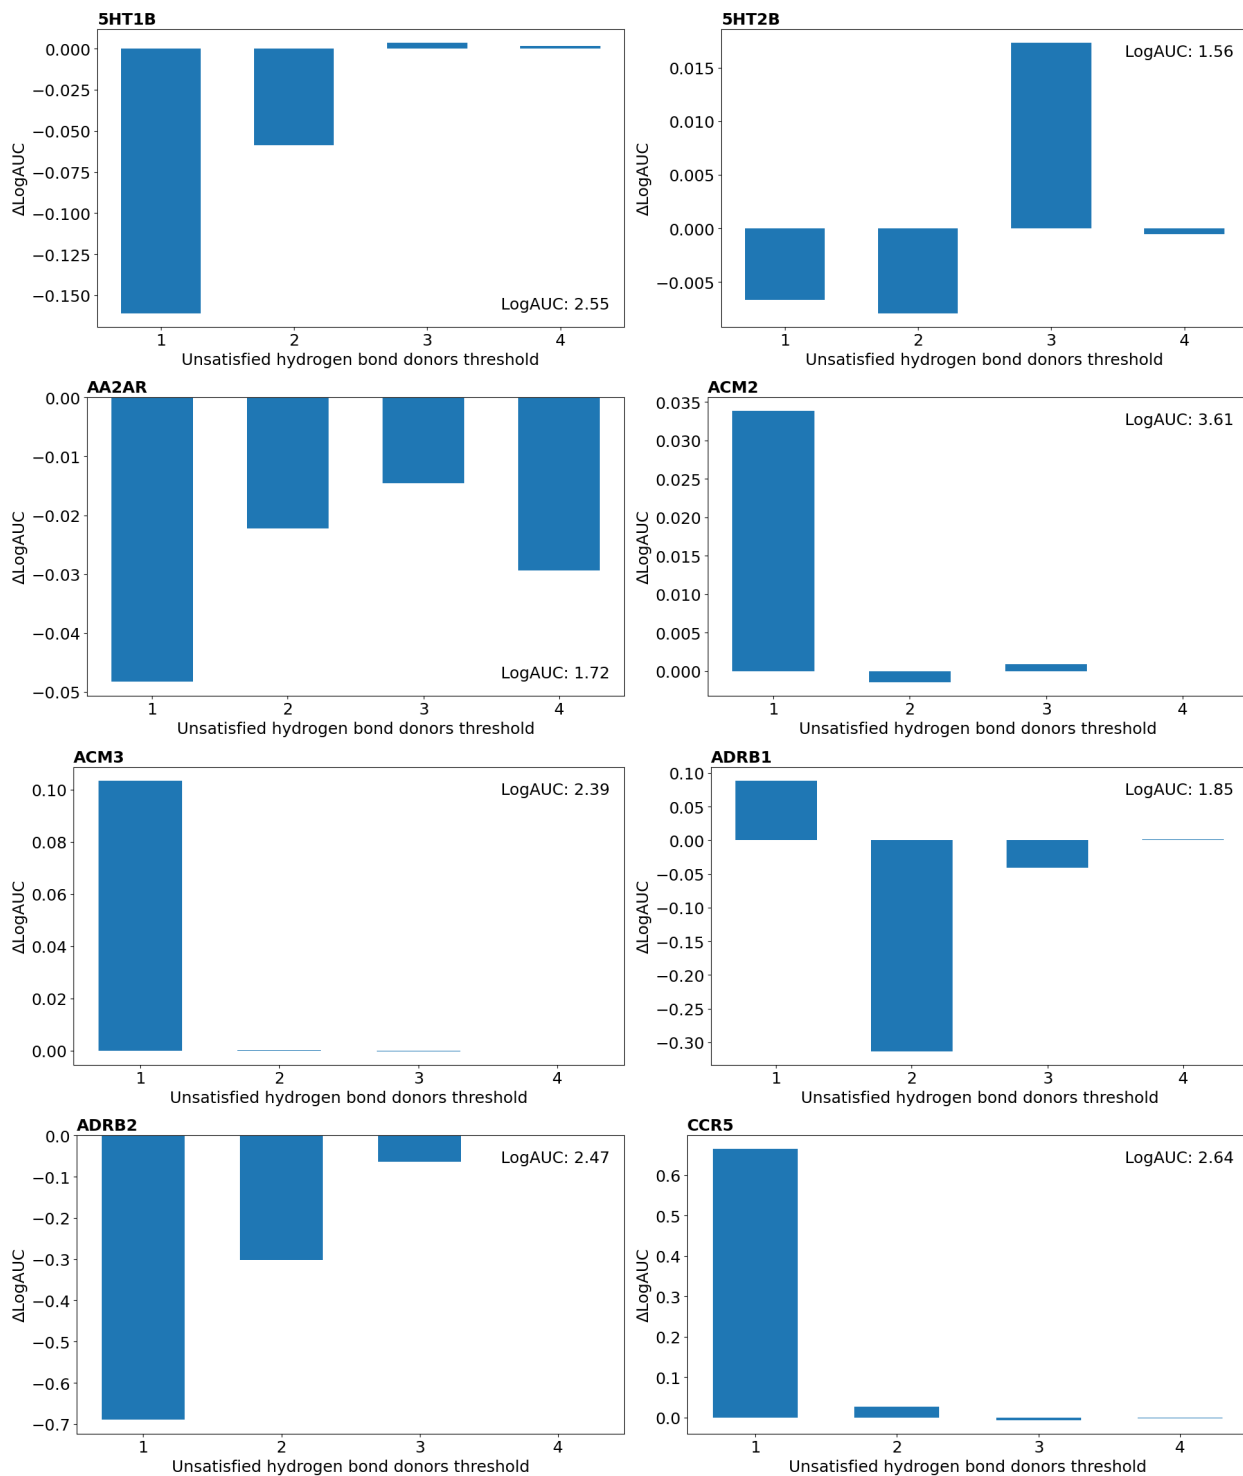 5HT1B
ΔLogAUC
0.000
−0.025
−0.050
−0.075
−0.100
−0.125
−0.150
LogAUC: 2.55
1 2 3 4
Unsatisfied hydrogen bond donors threshold
5HT2B
ΔLogAUC
0.015
0.010
0.005
0.000
−0.005
LogAUC: 1.56
1 2 3 4
Unsatisfied hydrogen bond donors threshold
AA2AR
ΔLogAUC
0.00
−0.01
−0.02
−0.03
−0.04
−0.05
LogAUC: 1.72
1 2 3 4
Unsatisfied hydrogen bond donors threshold
ACM2
ΔLogAUC
0.035
0.030
0.025
0.020
0.015
0.010
0.005
0.000
LogAUC: 3.61
1 2 3 4
Unsatisfied hydrogen bond donors threshold
ACM3
ΔLogAUC
0.10
0.08
0.06
0.04
0.02
0.00
LogAUC: 2.39
1 2 3 4
Unsatisfied hydrogen bond donors threshold
ADRB1
ΔLogAUC
0.10
0.05
0.00
−0.05
−0.10
−0.15
−0.20
−0.25
−0.30
LogAUC: 1.85
1 2 3 4
Unsatisfied hydrogen bond donors threshold
ADRB2
ΔLogAUC
0.0
−0.1
−0.2
−0.3
−0.4
−0.5
−0.6
−0.7
LogAUC: 2.47
1 2 3 4
Unsatisfied hydrogen bond donors threshold
CCR5
ΔLogAUC
0.6
0.5
0.4
0.3
0.2
0.1
0.0
LogAUC: 2.64
1 2 3 4
Unsatisfied hydrogen bond donors threshold